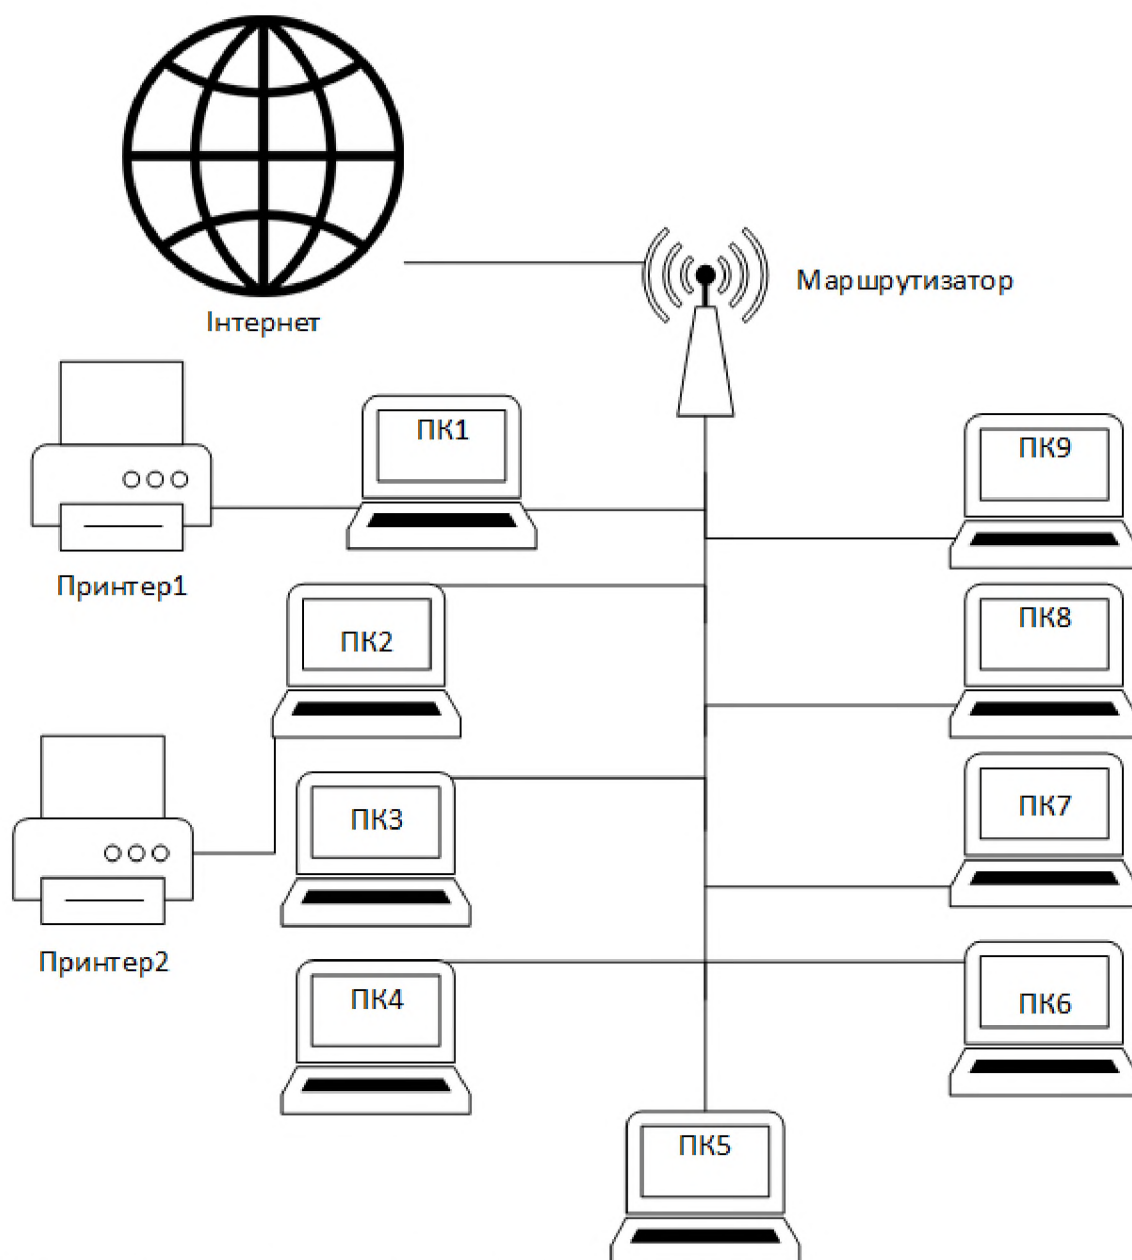 Інтернет
Маршрутизатор
ПК1
ПК9
Принтер1
ПК2
ПК8
ПК3
ПК7
Принтер2
ПК4
ПК6
ПК5